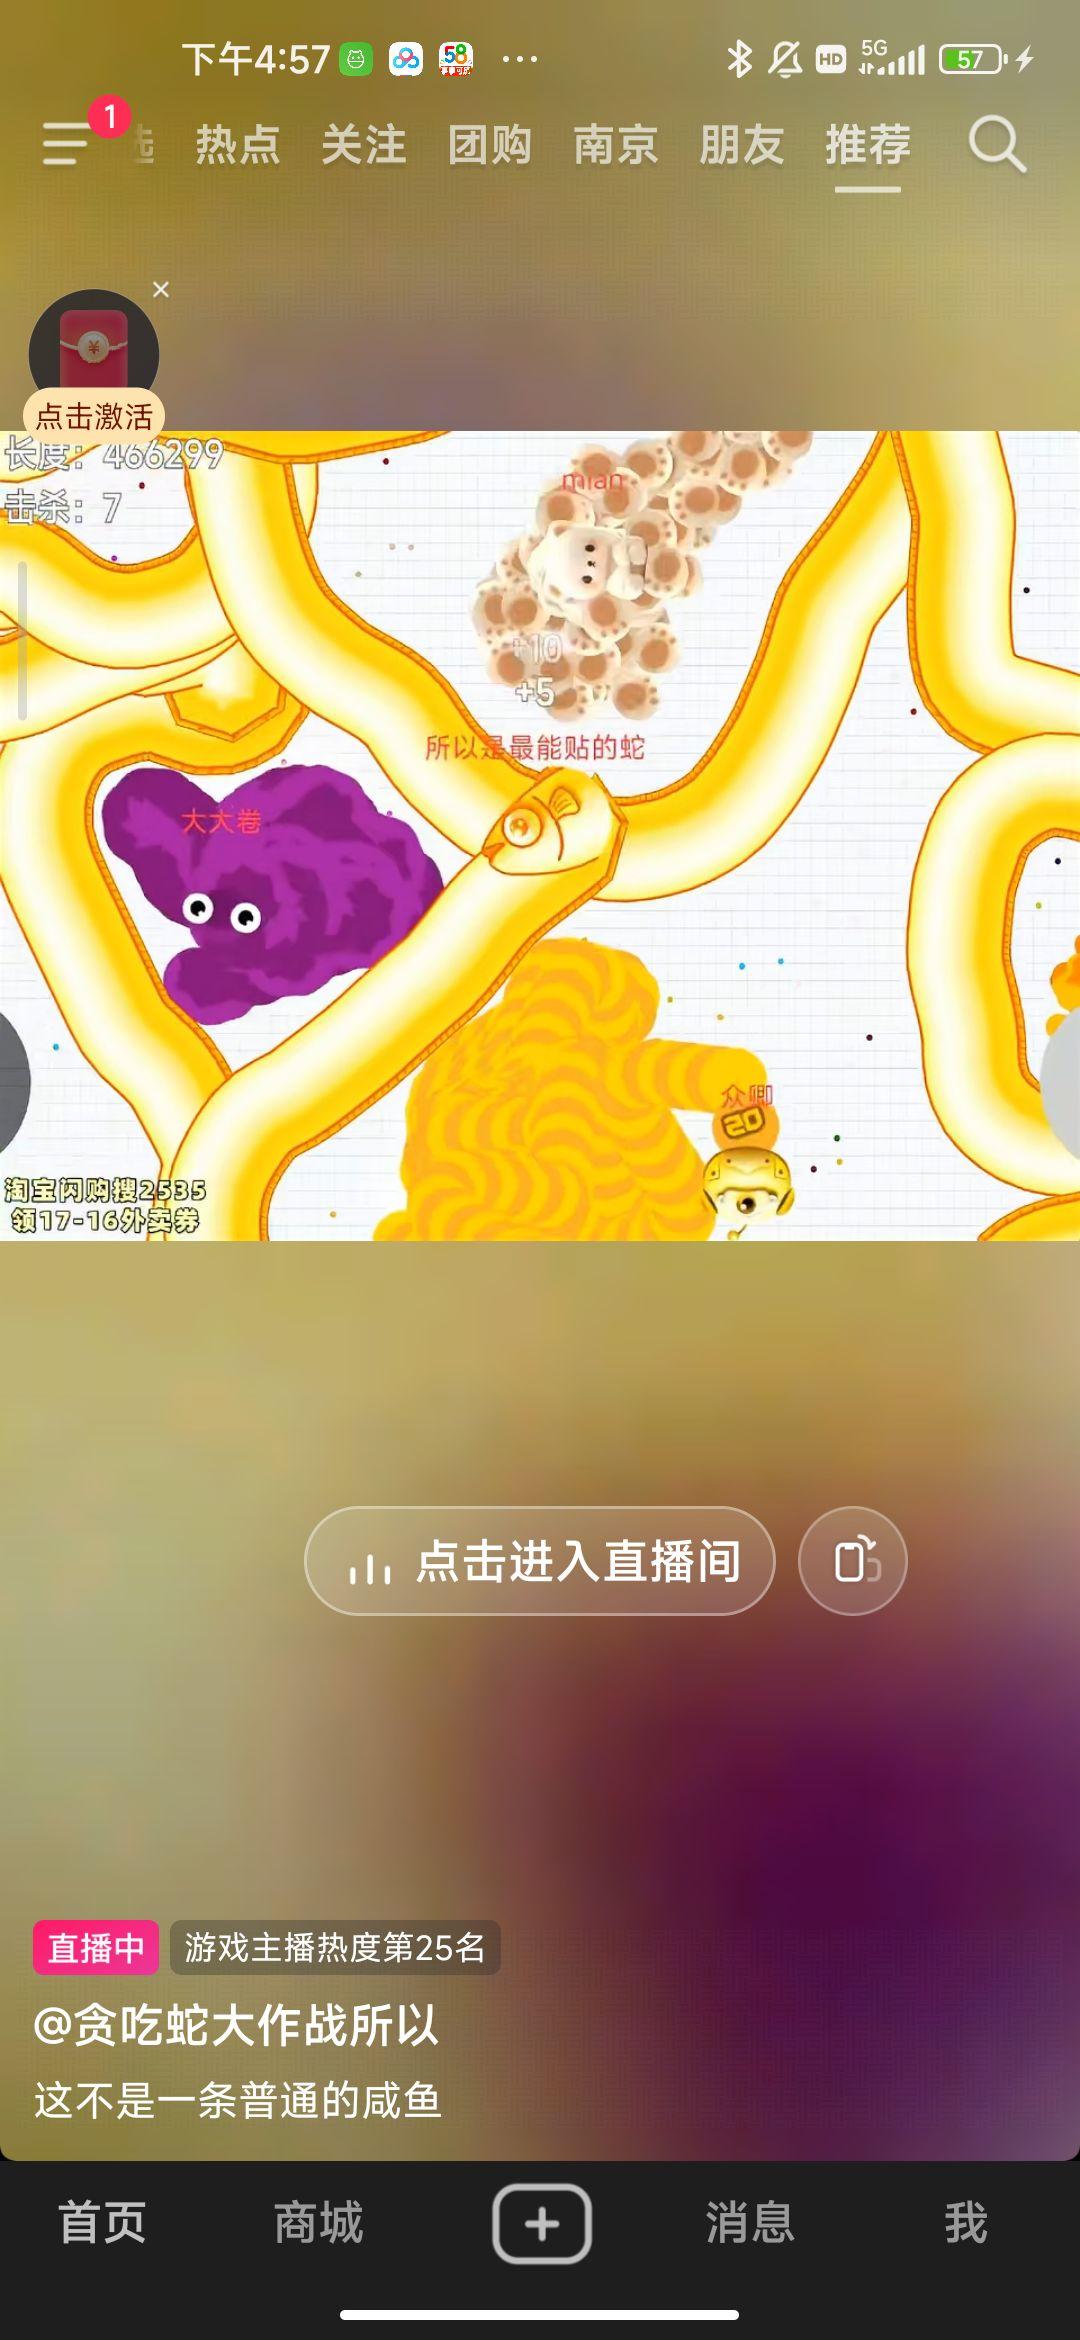 下午4:57
HD
5G
57
1
选 热点 关注 团购 南京 朋友 推荐
点击激活
长度：466299
击杀：7
mian
+10
+5
所以是最能贴的蛇
大大卷
众卿
20
淘宝闪购搜2535
领17-16外卖券
点击进入直播间
直播中 游戏主播热度第25名
@贪吃蛇大作战所以
这不是一条普通的咸鱼
首页 商城 消息 我